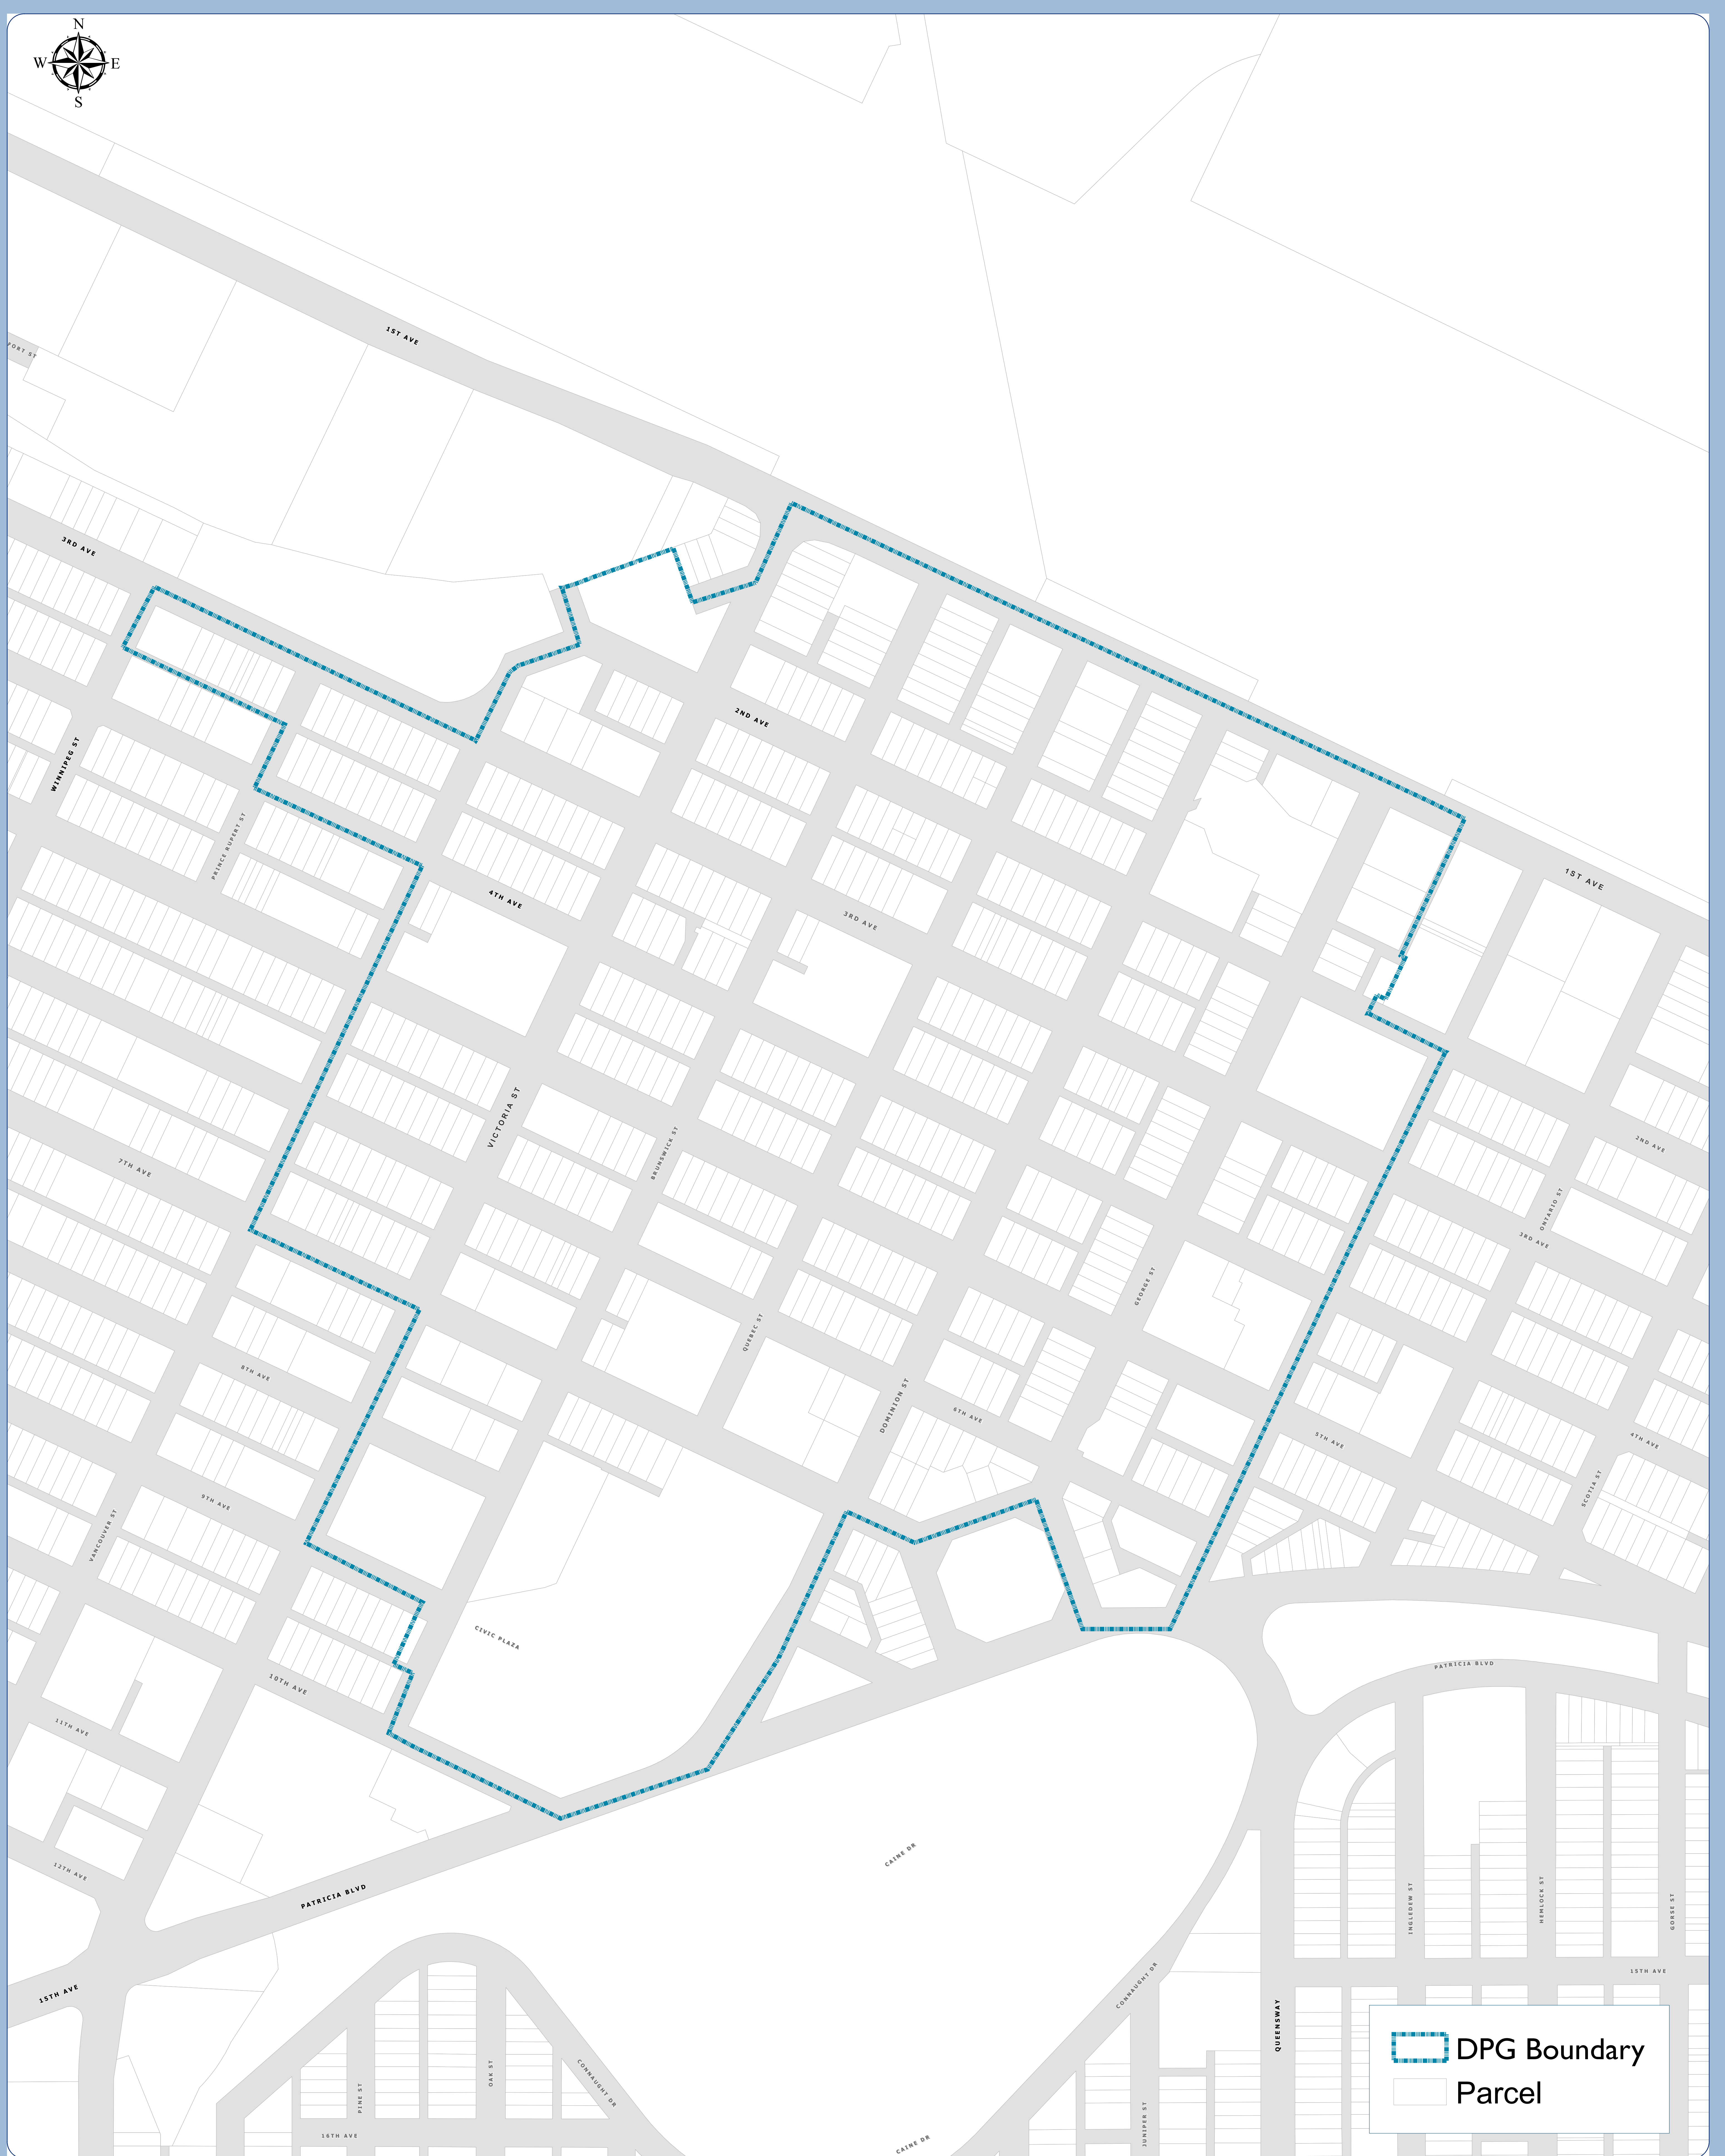 N
W E
S
1ST AVE
PORT ST
3RD AVE
2ND AVE
WINNIPEG ST
PRINCE RUPERT ST
1ST AVE
4TH AVE
3RD AVE
VICTORIA ST
BRUNSWICK ST
2ND AVE
7TH AVE
ONTARIO ST
3RD AVE
GEORGE ST
QUEBEC ST
8TH AVE
DOMINION ST
6TH AVE
5TH AVE
4TH AVE
SCOTIA ST
9TH AVE
VANCOUVER ST
CIVIC PLAZA
PATRICIA BLVD
10TH AVE
11TH AVE
CAINE DR
12TH AVE
PATRICIA BLVD
INGLEDEW ST
HEMLOCK ST
GORSE ST
15TH AVE
15TH AVE
CONNAUGHT DR
QUEENSWAY
OAK ST
CONNAUGHT DR
PINE ST
JUNIPER ST
16TH AVE
CAINE DR
DPG Boundary
Parcel